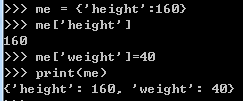 >>> me = {'height':160}
>>> me['height']
160
>>> me['weight']=40
>>> print(me)
{'height': 160, 'weight': 40}